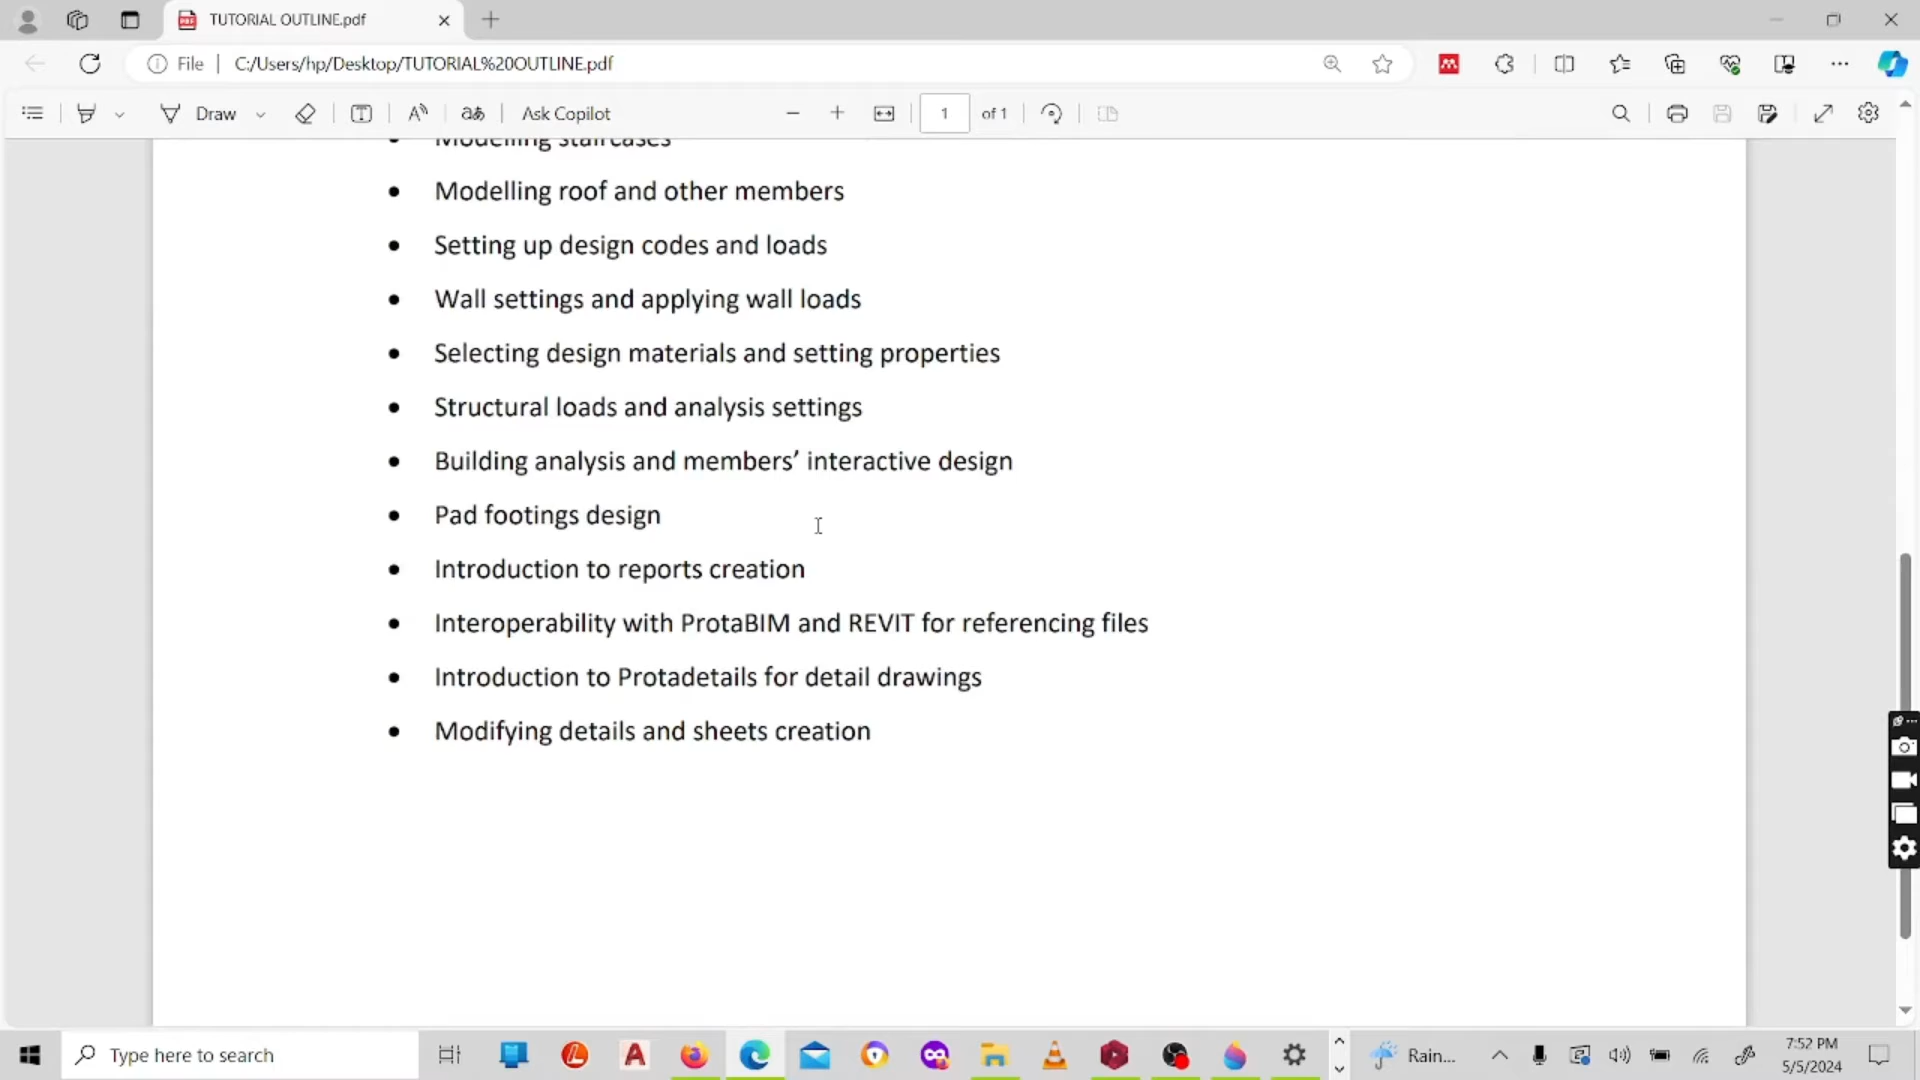 TUTORIAL OUTLINE.pdf
File
C:/Users/hp/Desktop/TUTORIAL%20OUTLINE.pdf
Draw
Ask Copilot
1 of 1
Modelling staircases
• Modelling roof and other members
• Setting up design codes and loads
• Wall settings and applying wall loads
• Selecting design materials and setting properties
• Structural loads and analysis settings
• Building analysis and members’ interactive design
• Pad footings design
• Introduction to reports creation
• Interoperability with ProtaBIM and REVIT for referencing files
• Introduction to Protadetails for detail drawings
• Modifying details and sheets creation
Type here to search
Rain...
7:52 PM
5/5/2024